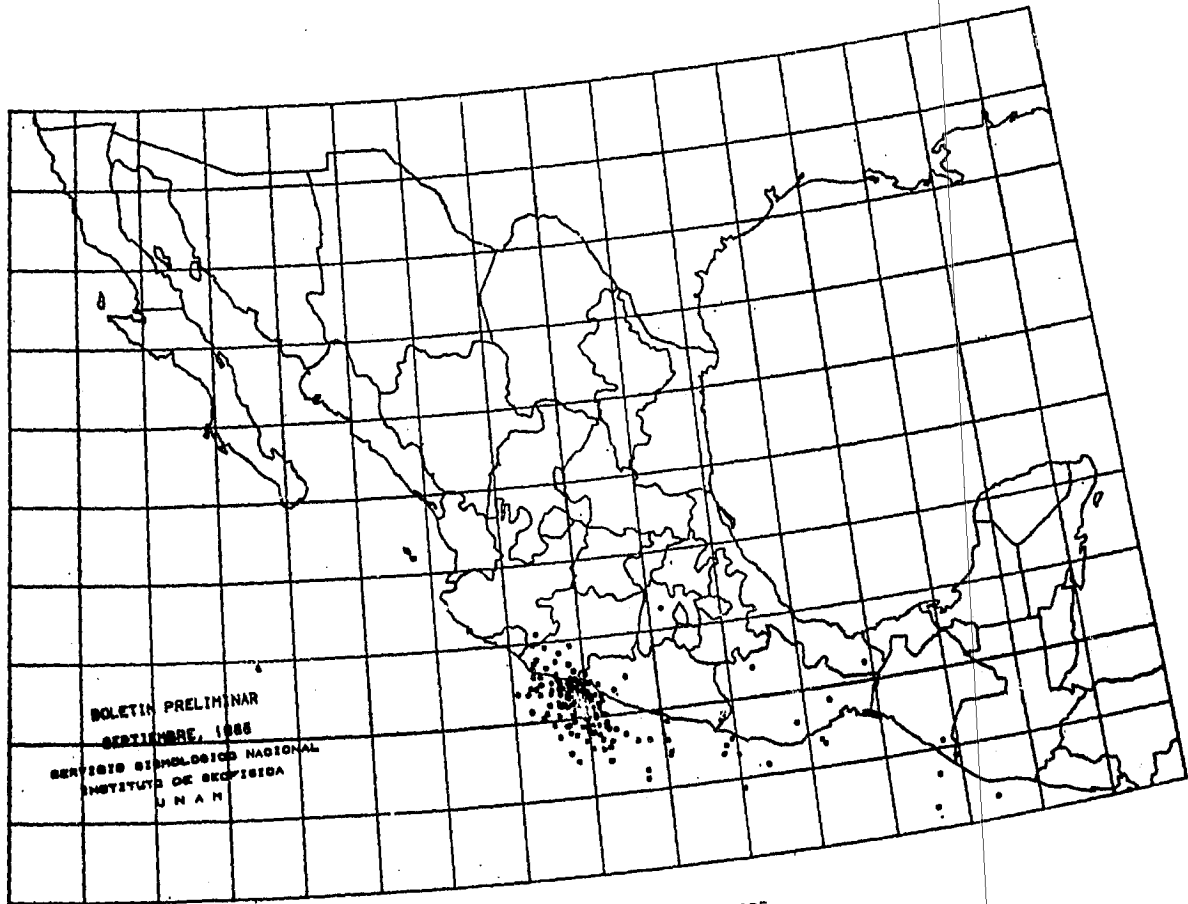 BOLETIN PRELIMINAR
SEPTIEMBRE, 1985
SERVICIO SISMOLOGICO NACIONAL
INSTITUTO DE GEOFISICA
U N A M